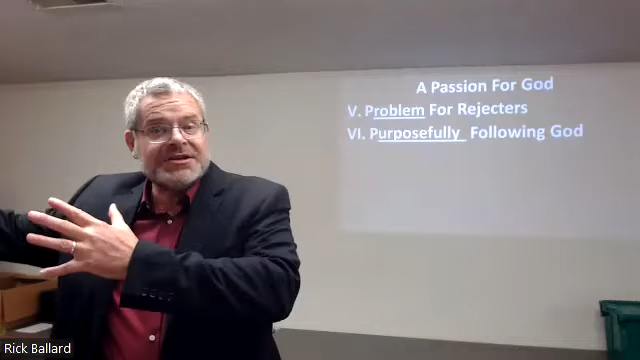 A Passion For God
V. Problem For Rejecters
VI. Purposefully Following God
Rick Ballard